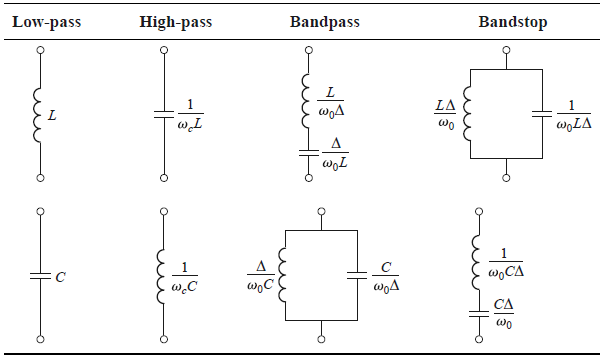 Low-pass High-pass Bandpass Bandstop
L
1/ω_cL
L/ω_0Δ
Δ/ω_0L
LΔ/ω_0
1/ω_0LΔ
C
1/ω_cC
Δ/ω_0C
C/ω_0Δ
1/ω_0CΔ
CΔ/ω_0